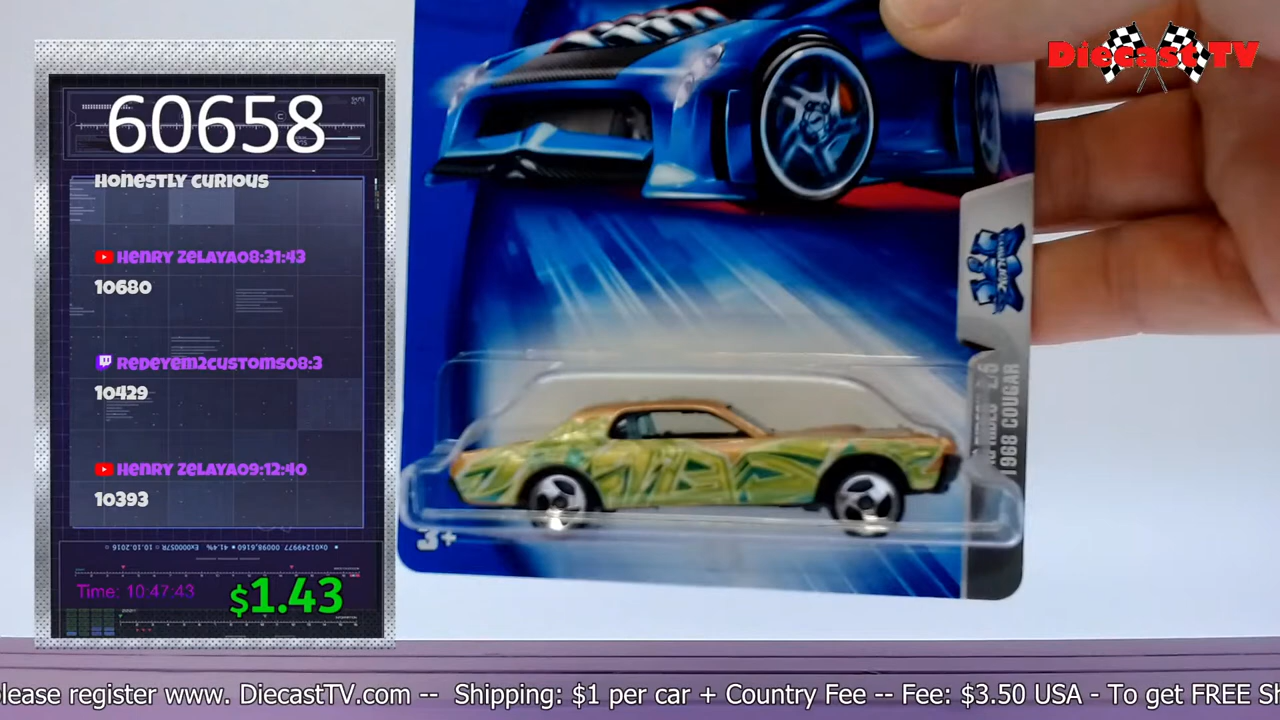 Diecast TV
60658
Honestly curious
Henry Zelaya08:31:43
10680
Redeyem2customs08:3
10429
Henry Zelaya09:12:40
10393
Time: 10:47:43
$1.43
1968 COUGAR
3+
lease register www. DiecastTV.com -- Shipping: $1 per car + Country Fee -- Fee: $3.50 USA - To get FREE Sh